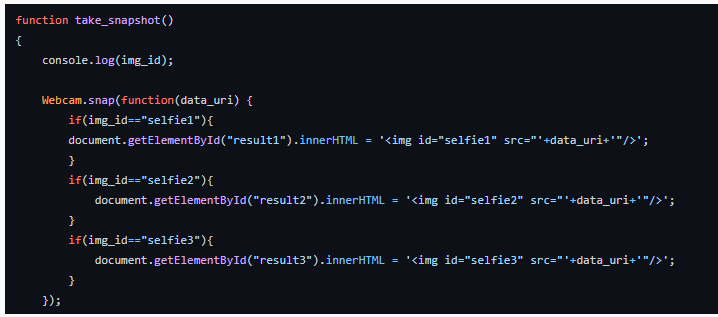 function take_snapshot()
{
    console.log(img_id);

    Webcam.snap(function(data_uri) {
        if(img_id=="selfie1"){
        document.getElementById("result1").innerHTML = '<img id="selfie1" src="'+data_uri+'"/>';
        }
        if(img_id=="selfie2"){
            document.getElementById("result2").innerHTML = '<img id="selfie2" src="'+data_uri+'"/>';
        }
        if(img_id=="selfie3"){
            document.getElementById("result3").innerHTML = '<img id="selfie3" src="'+data_uri+'"/>';
        }
    });